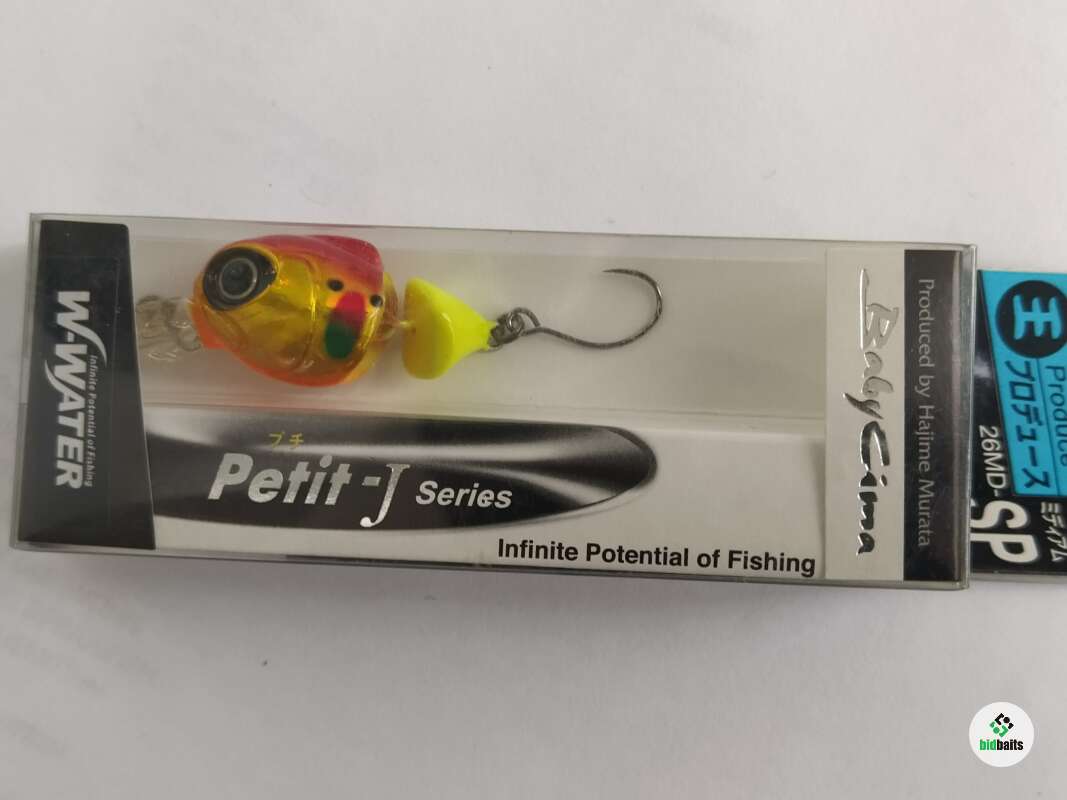 W-WATER
Infinite Potential of Fishing
プチ
Petit-J Series
Infinite Potential of Fishing
Baby Cima
Produced by Hajime Murata
Produce
プロデュース
26MD-
SP
ミディアム
bidbaits